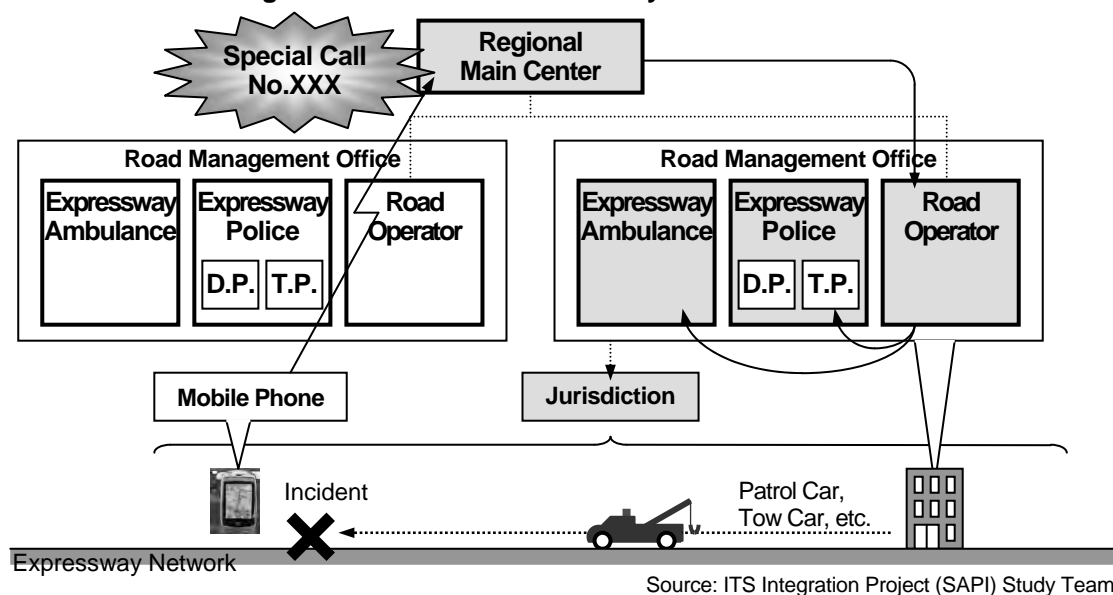 Special Call
No.XXX
Regional
Main Center
Road Management Office
Expressway
Ambulance
Expressway
Police
D.P. T.P.
Road
Operator
Road Management Office
Expressway
Ambulance
Expressway
Police
D.P. T.P.
Road
Operator
Mobile Phone
Jurisdiction
Incident
Patrol Car,
Tow Car, etc.
Expressway Network
Source: ITS Integration Project (SAPI) Study Team